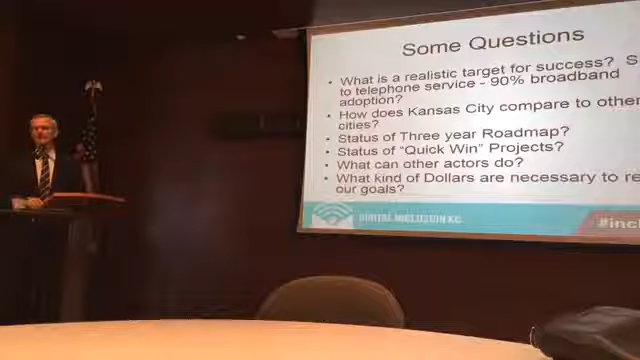 Some Questions
• What is a realistic target for success? S
to telephone service - 90% broadband
adoption?
• How does Kansas City compare to other
cities?
• Status of Three year Roadmap?
• Status of "Quick Win" Projects?
• What can other actors do?
• What kind of Dollars are necessary to re
our goals?
DIGITAL INCLUSION KC
#incl